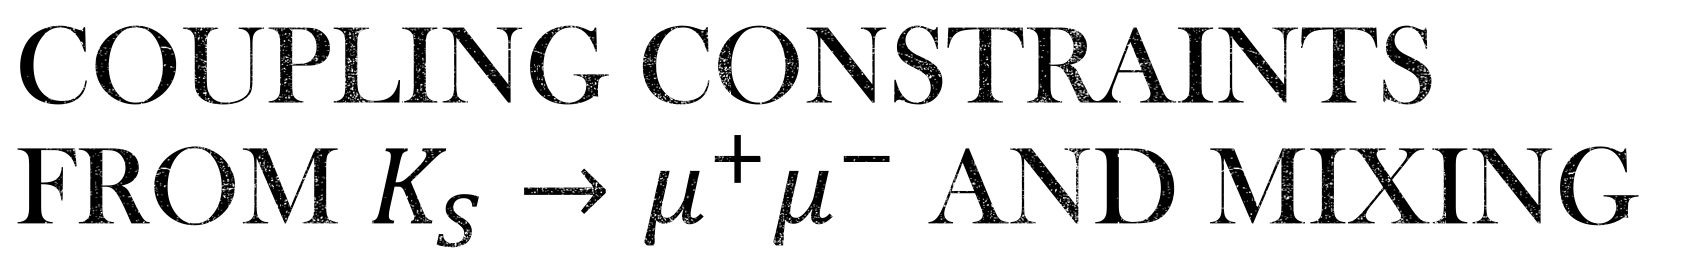 COUPLING CONSTRAINTS
FROM K_S → μ⁺μ⁻ AND MIXING